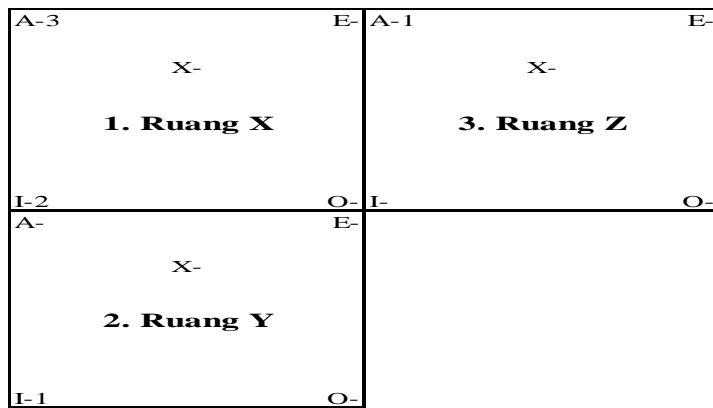 A-3 E- A-1 E-
X- X-
1. Ruang X 3. Ruang Z
I-2 O- I- O-
A- E-
X-
2. Ruang Y
I-1 O-